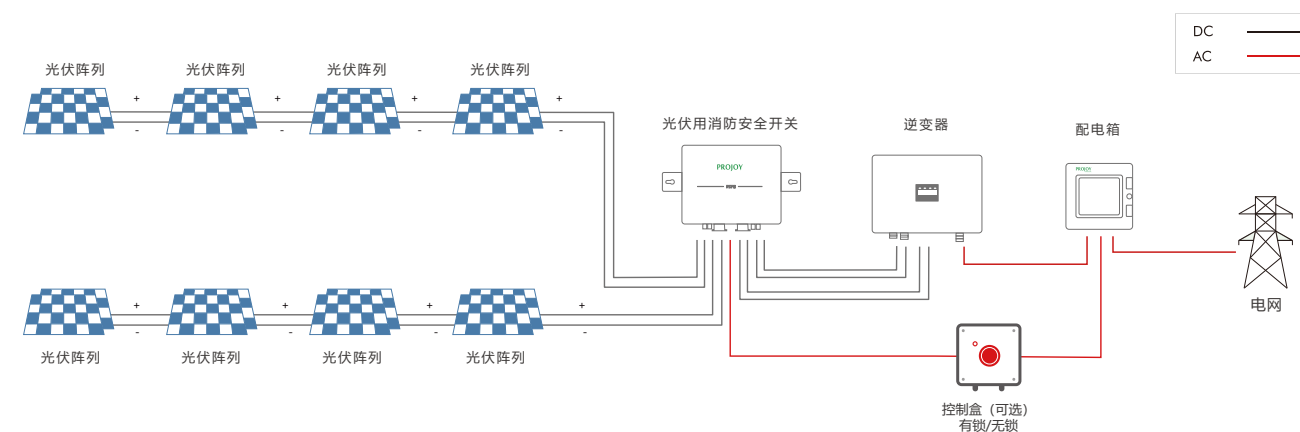 DC
AC
光伏阵列 光伏阵列 光伏阵列 光伏阵列
+ + + + +
- - - - -
光伏用消防安全开关
PROJOY
逆变器
配电箱
PROJOY
电网
+ + + +
- - - -
光伏阵列 光伏阵列 光伏阵列 光伏阵列
控制盒（可选）
有锁/无锁